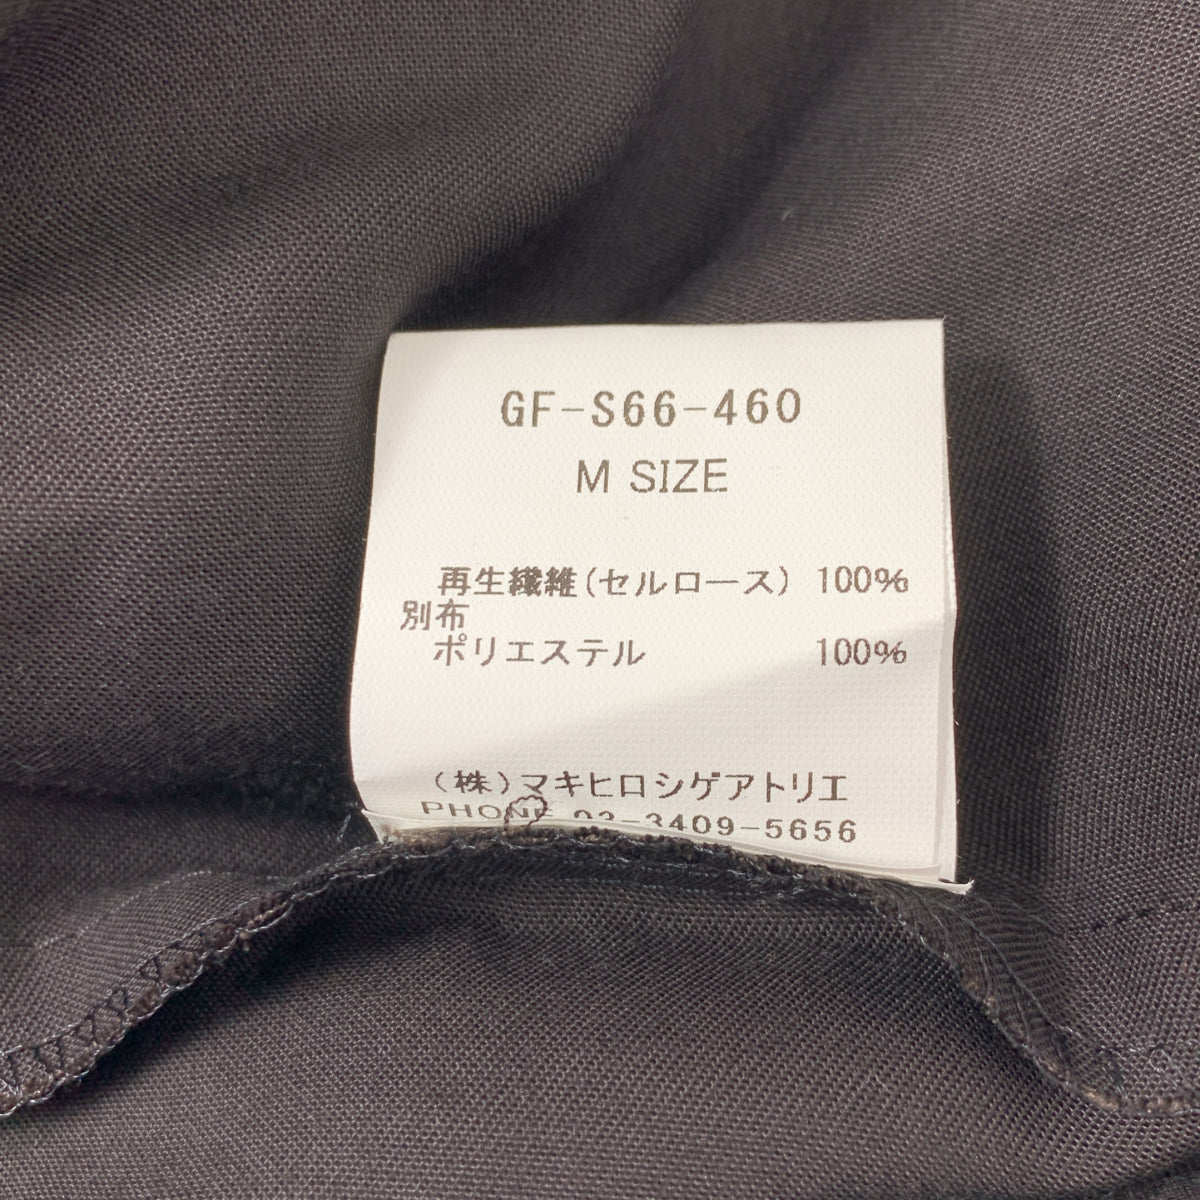 GF-S66-460
M SIZE
再生繊維(セルロース) 100%
別布
ポリエステル 100%
(株)マキヒロシゲアトリエ
PHONE 03-3409-5656